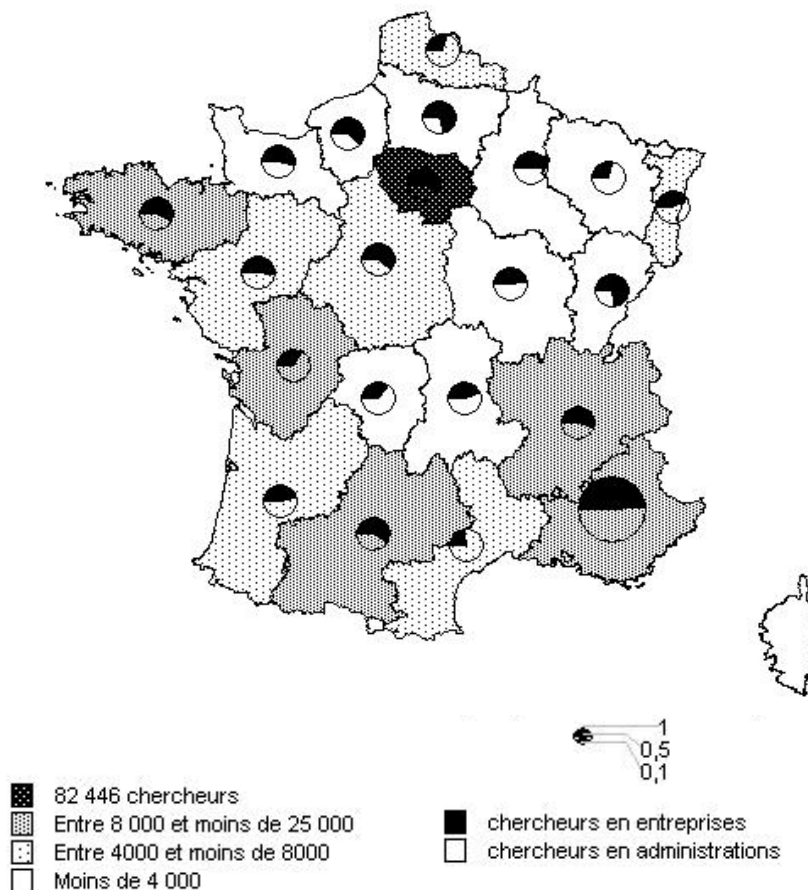 1
0,5
0,1
82 446 chercheurs
Entre 8 000 et moins de 25 000
Entre 4000 et moins de 8000
Moins de 4 000
chercheurs en entreprises
chercheurs en administrations